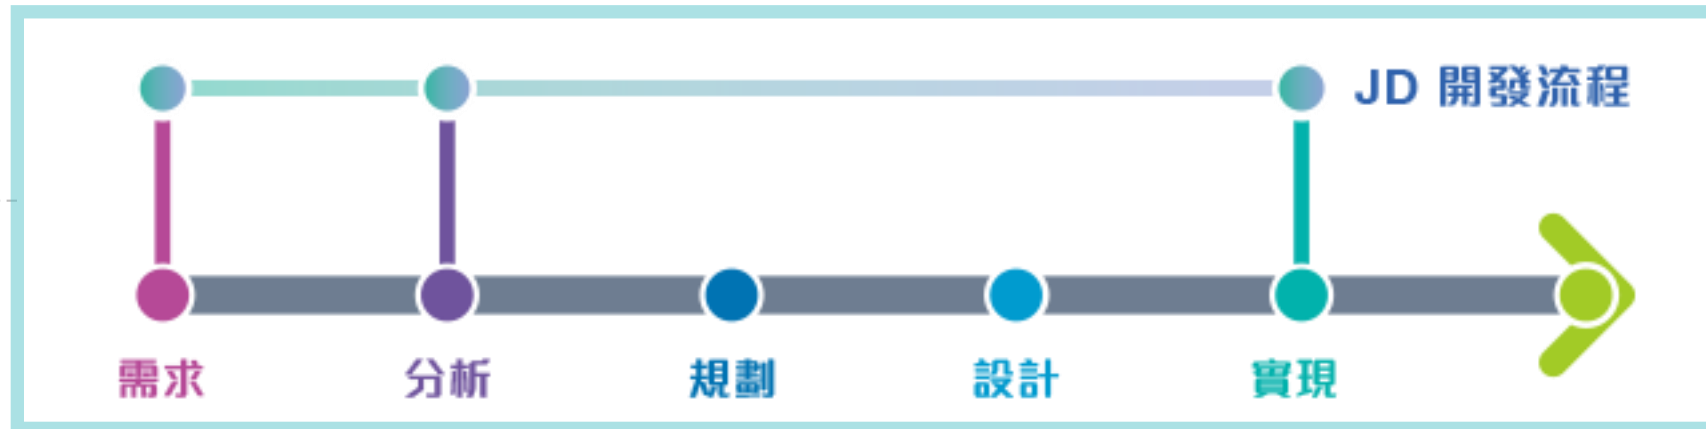 JD 開發流程
需求
分析
規劃
設計
實現